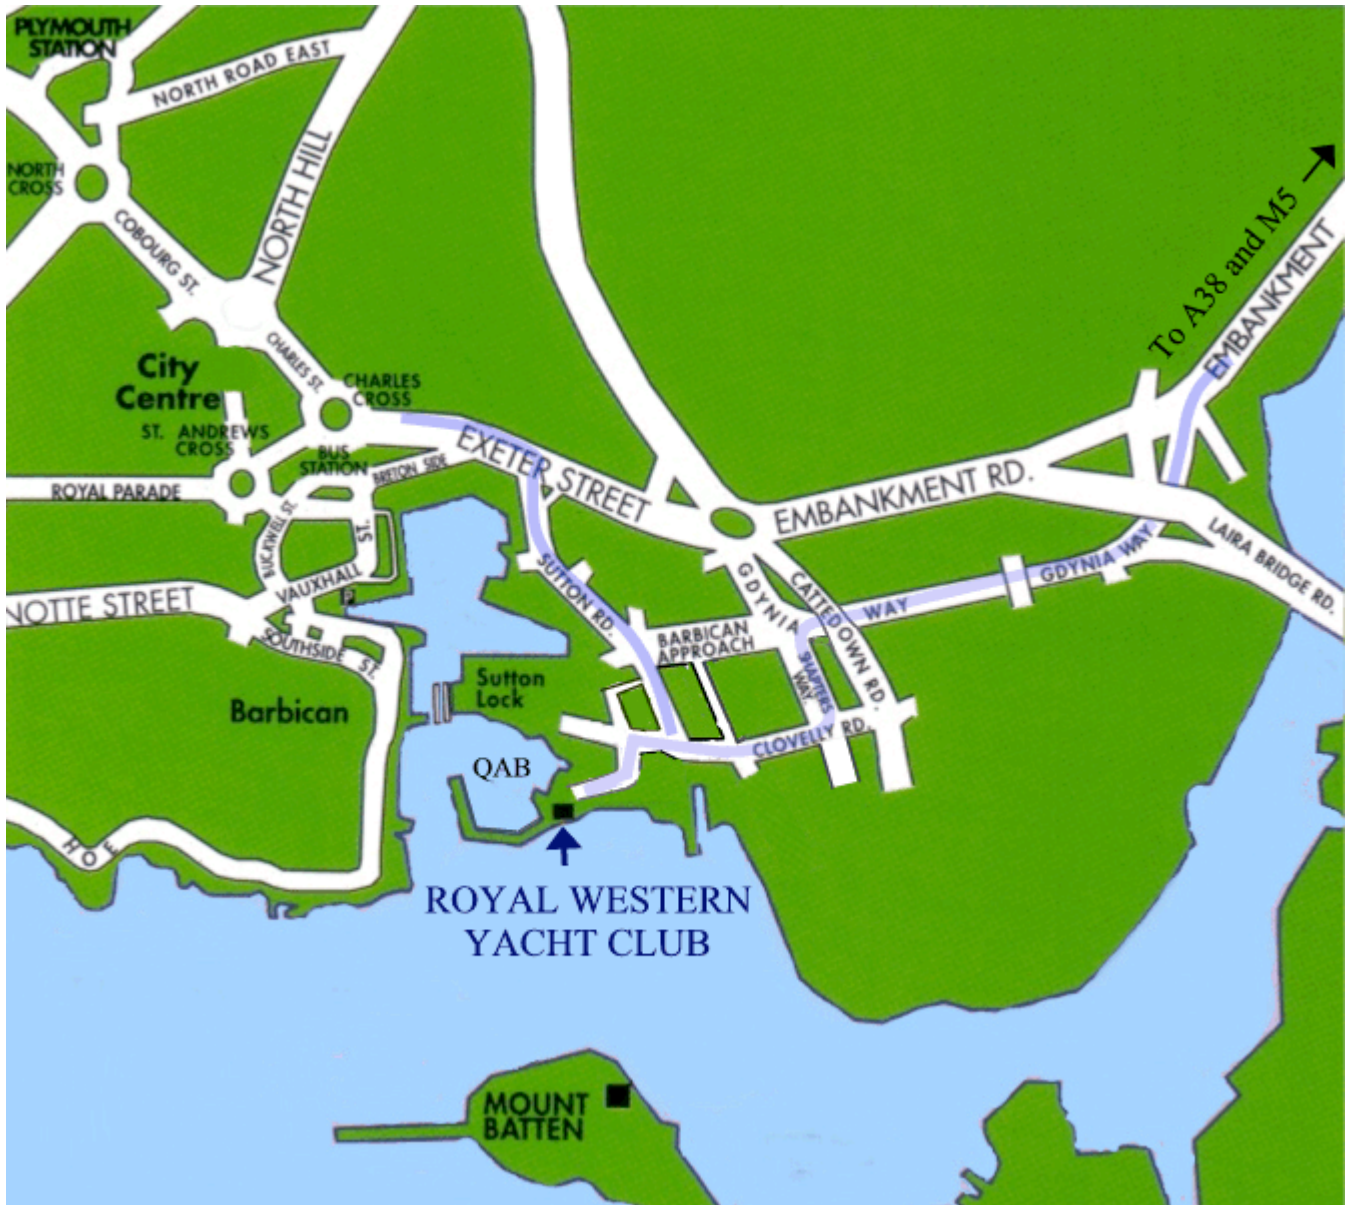 PLYMOUTH
STATION
NORTH ROAD EAST
NORTH
CROSS
NORTH HILL
COBOURG ST.
To A38 and M5
EMBANKMENT
City
Centre
CHARLES ST.
CHARLES
CROSS
ST. ANDREWS
CROSS
BUS
STATION
BRETON SIDE
EXETER STREET
ROYAL PARADE
EMBANKMENT RD.
BUCKWELL ST.
ST.
VAUXHALL
LAIRA BRIDGE RD.
GDYNIA WAY
SUTTON RD.
GDYNIA
WAY
CATTEDOWN RD.
NOTTE STREET
P
SOUTHSIDE ST.
BARBICAN
APPROACH
SHAPTERS
WAY
Sutton
Lock
Barbican
CLOVELLY RD.
QAB
HOE
ROYAL WESTERN
YACHT CLUB
MOUNT
BATTEN